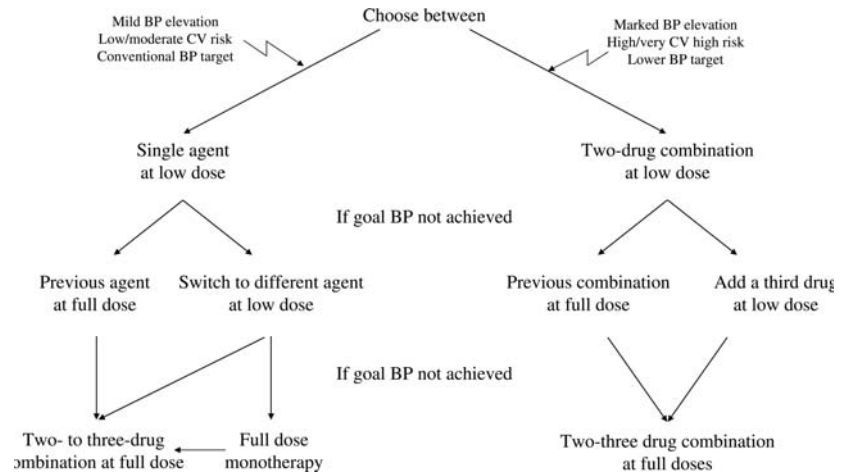 Choose between
Mild BP elevation
Low/moderate CV risk
Conventional BP target
Marked BP elevation
High/very CV high risk
Lower BP target
Single agent
at low dose
Two-drug combination
at low dose
If goal BP not achieved
Previous agent
at full dose
Switch to different agent
at low dose
Previous combination
at full dose
Add a third drug
at low dose
If goal BP not achieved
Two- to three-drug
ombination at full dose
Full dose
monotherapy
Two-three drug combination
at full doses